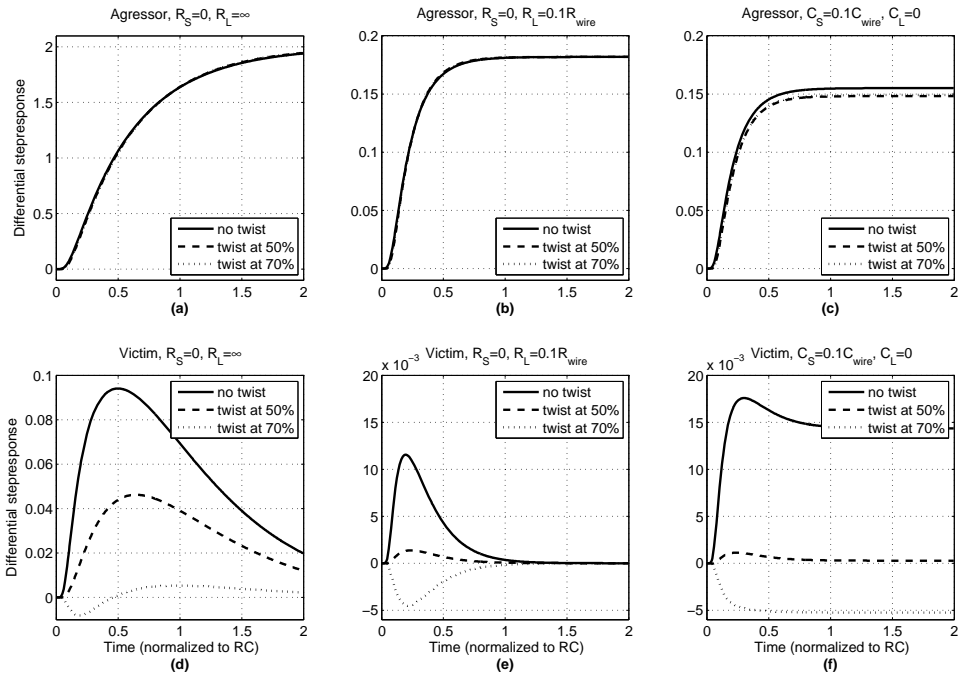 Agressor, R_S=0, R_L=∞
Differential stepresponse
2
1.5
1
0.5
0
0 0.5 1 1.5 2
no twist
twist at 50%
twist at 70%
(a)
Agressor, R_S=0, R_L=0.1R_wire
0.2
0.15
0.1
0.05
0
0 0.5 1 1.5 2
no twist
twist at 50%
twist at 70%
(b)
Agressor, C_S=0.1C_wire, C_L=0
0.2
0.15
0.1
0.05
0
0 0.5 1 1.5 2
no twist
twist at 50%
twist at 70%
(c)
Victim, R_S=0, R_L=∞
Differential stepresponse
0.1
0.08
0.06
0.04
0.02
0
0 0.5 1 1.5 2
no twist
twist at 50%
twist at 70%
Time (normalized to RC)
(d)
x 10^−3 Victim, R_S=0, R_L=0.1R_wire
20
15
10
5
0
−5
0 0.5 1 1.5 2
no twist
twist at 50%
twist at 70%
Time (normalized to RC)
(e)
x 10^−3 Victim, C_S=0.1C_wire, C_L=0
20
15
10
5
0
−5
0 0.5 1 1.5 2
no twist
twist at 50%
twist at 70%
Time (normalized to RC)
(f)